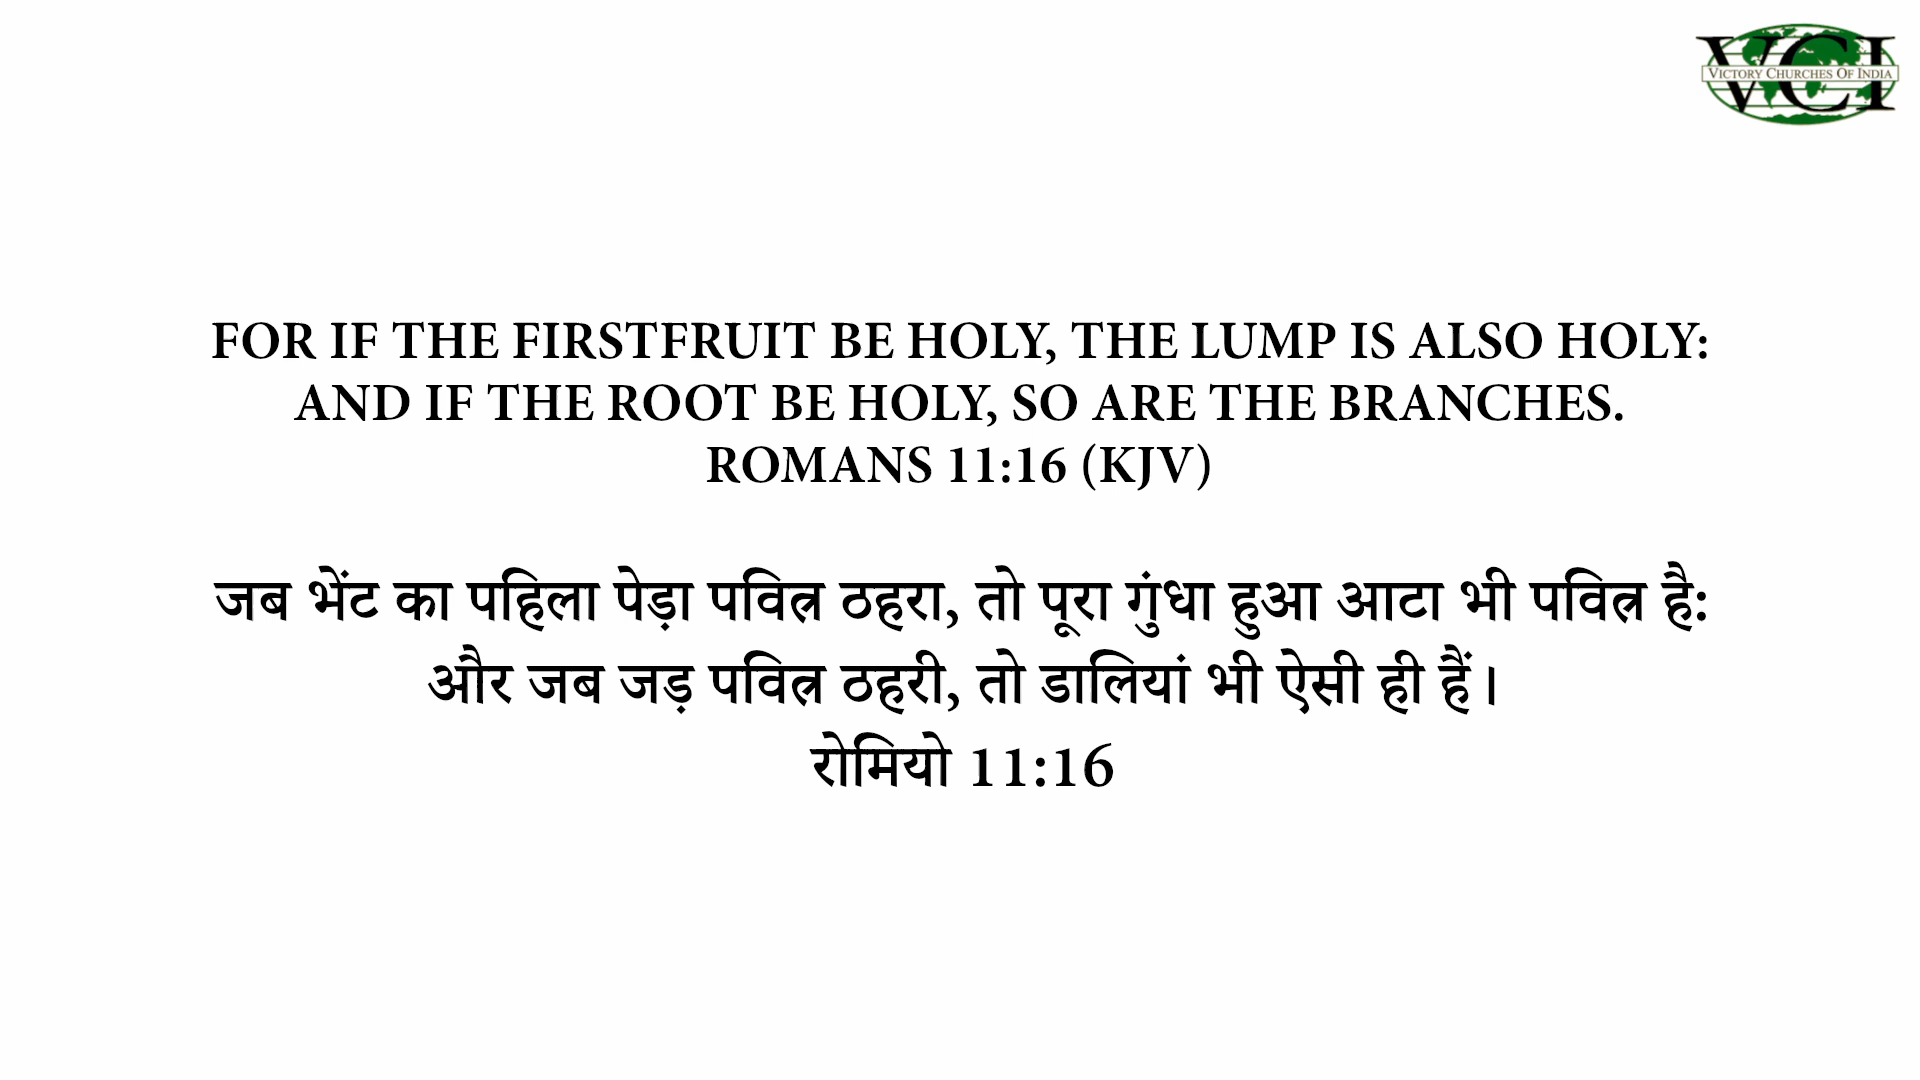 VCI
VICTORY CHURCHES OF INDIA
FOR IF THE FIRSTFRUIT BE HOLY, THE LUMP IS ALSO HOLY:
AND IF THE ROOT BE HOLY, SO ARE THE BRANCHES.
ROMANS 11:16 (KJV)
जब भेंट का पहिला पेड़ा पवित्र ठहरा, तो पूरा गुंधा हुआ आटा भी पवित्र है:
और जब जड़ पवित्र ठहरी, तो डालियां भी ऐसी ही हैं।
रोमियो 11:16